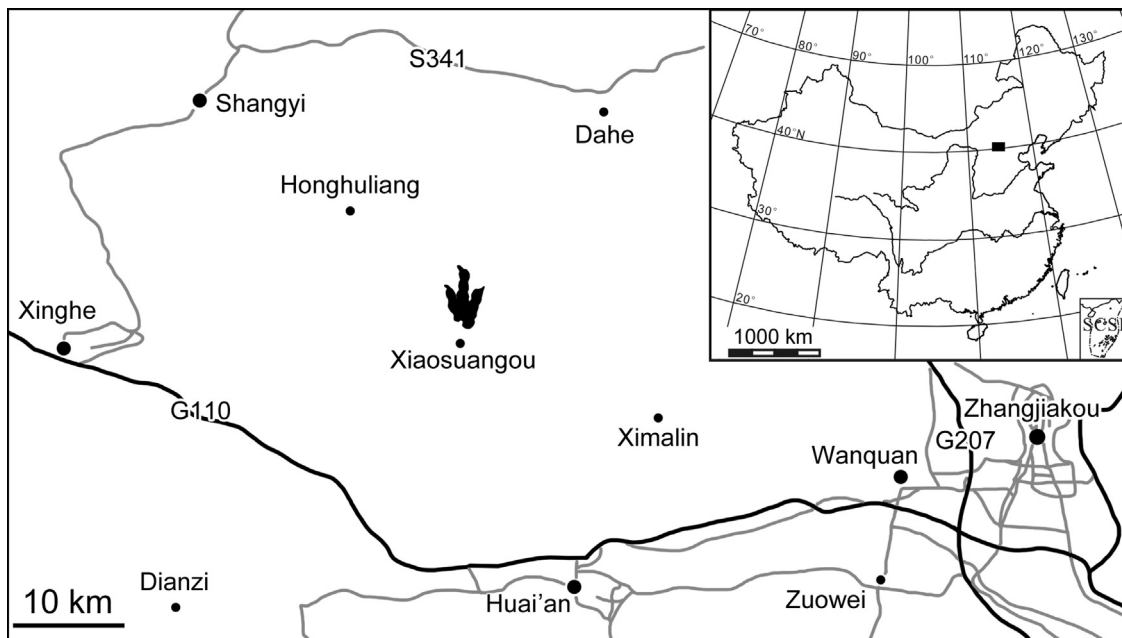 S341
Shangyi
Dahe
Honghuliang
Xinghe
Xiaosuangou
G110
Ximalin
Zhangjiakou
G207
Wanquan
Dianzi
Huai'an
Zuowei
10 km
70°
80°
90°
100°
110°
120°
130°
40°N
30°
20°
1000 km